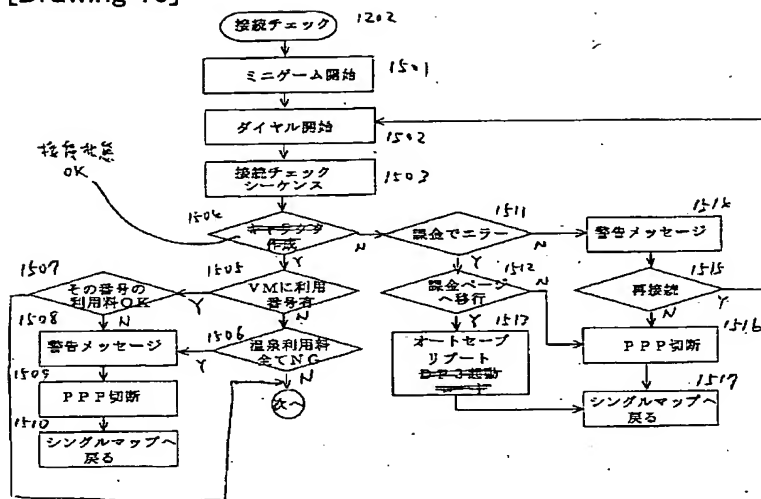 接続チェック 1202
ミニゲーム開始 1501
ダイヤル開始 1502
接続チェック
シーケンス 1503
接続状態
OK
1504
キャラクタ
作成
N
Y
課金でエラー 1511
N
Y
警告メッセージ 1514
1507
その番号の
利用料OK
Y
N
1505
VMに利用
番号有
Y
N
1512
課金ページ
へ移行
N
Y
1515
再接続
N
Y
1508
警告メッセージ
1506
温泉利用料
全てNG
Y
N
1513
オートセーブ
リブート
DP3起動
1516
PPP切断
1509
PPP切断
次へ
1517
シングルマップへ
戻る
1510
シングルマップへ
戻る